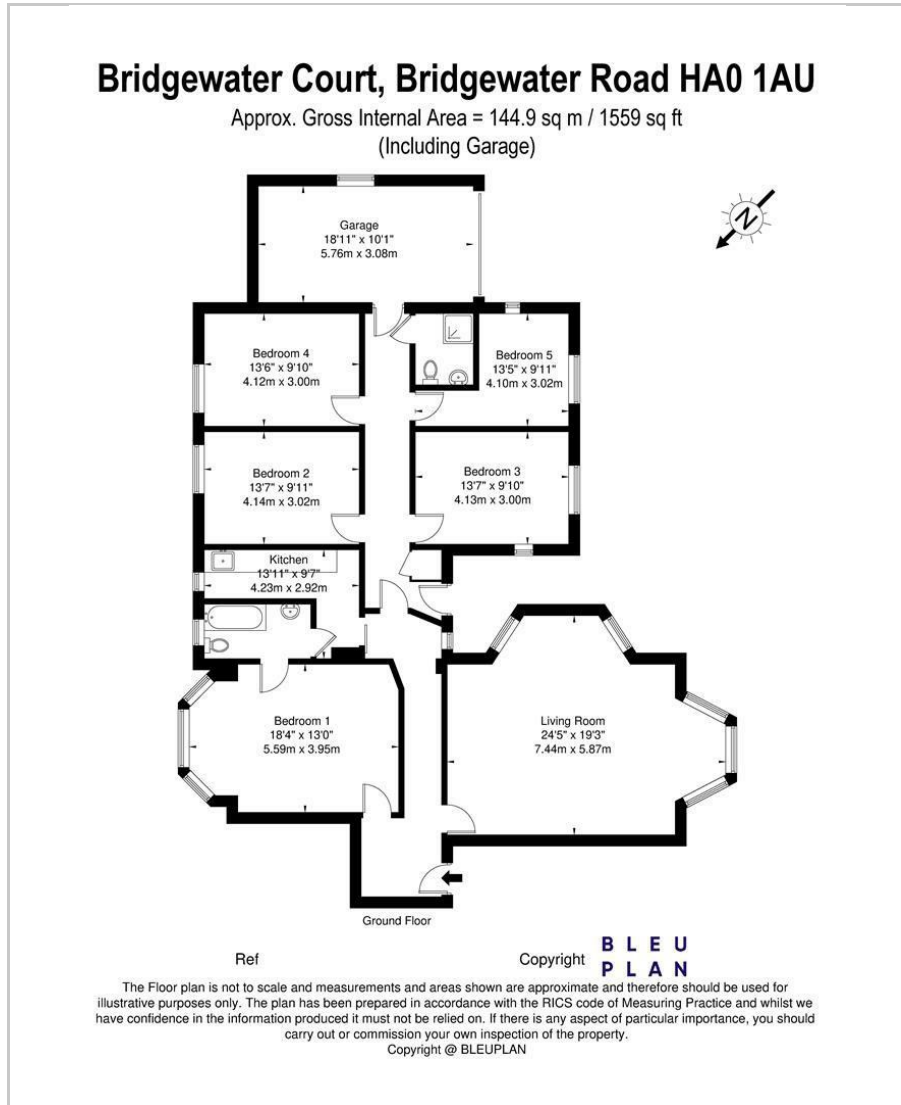 Bridgewater Court, Bridgewater Road HA0 1AU
Approx. Gross Internal Area = 144.9 sq m / 1559 sq ft
(Including Garage)
N
Garage
18'11" x 10'1"
5.76m x 3.08m
Bedroom 4
13'6" x 9'10"
4.12m x 3.00m
Bedroom 5
13'5" x 9'11"
4.10m x 3.02m
Bedroom 2
13'7" x 9'11"
4.14m x 3.02m
Bedroom 3
13'7" x 9'10"
4.13m x 3.00m
Kitchen
13'11" x 9'7"
4.23m x 2.92m
Bedroom 1
18'4" x 13'0"
5.59m x 3.95m
Living Room
24'5" x 19'3"
7.44m x 5.87m
Ground Floor
Ref
Copyright
BLEU
PLAN
The Floor plan is not to scale and measurements and areas shown are approximate and therefore should be used for
illustrative purposes only. The plan has been prepared in accordance with the RICS code of Measuring Practice and whilst we
have confidence in the information produced it must not be relied on. If there is any aspect of particular importance, you should
carry out or commission your own inspection of the property.
Copyright @ BLEUPLAN